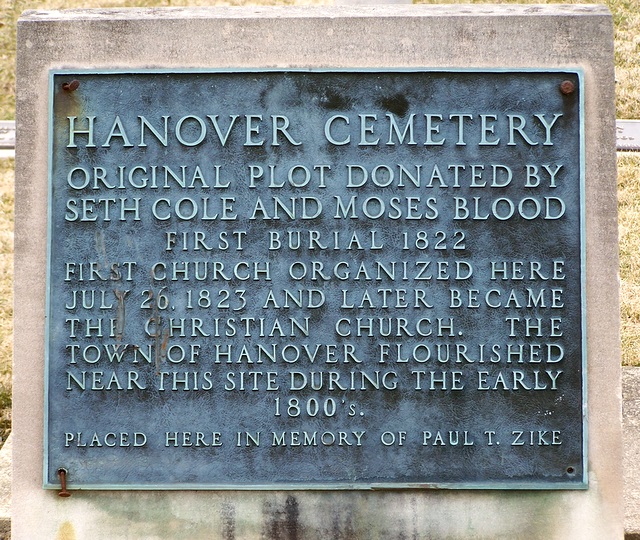 HANOVER CEMETERY
ORIGINAL PLOT DONATED BY
SETH COLE AND MOSES BLOOD
FIRST BURIAL 1822
FIRST CHURCH ORGANIZED HERE
JULY 26, 1823 AND LATER BECAME
THE CHRISTIAN CHURCH. THE
TOWN OF HANOVER FLOURISHED
NEAR THIS SITE DURING THE EARLY
1800's.
PLACED HERE IN MEMORY OF PAUL T. ZIKE